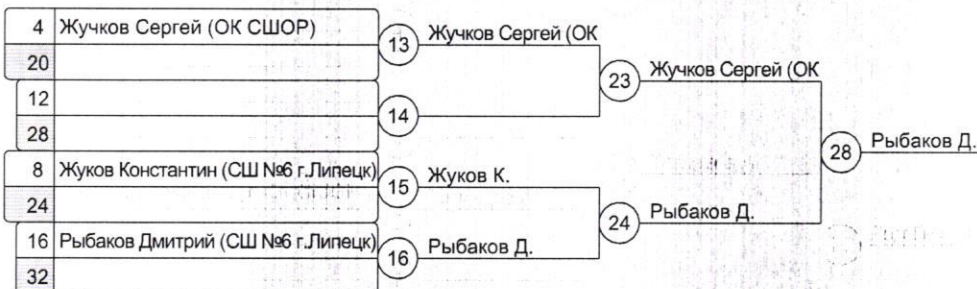 4 Жучков Сергей (ОК СШОР)
20
13 Жучков Сергей (ОК
12
28
14
23 Жучков Сергей (ОК
8 Жуков Константин (СШ №6 г.Липецк)
24
15 Жуков К.
16 Рыбаков Дмитрий (СШ №6 г.Липецк)
32
16 Рыбаков Д.
24 Рыбаков Д.
28 Рыбаков Д.